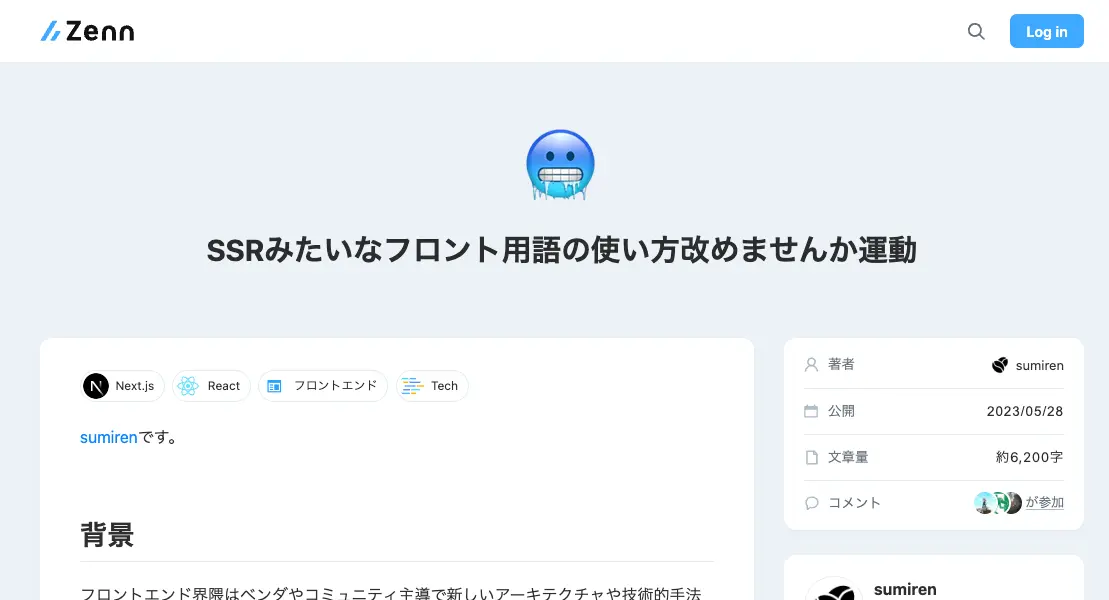 Zenn
Log in
SSRみたいなフロント用語の使い方改めませんか運動
Next.js
React
フロントエンド
Tech
sumirenです。
背景
フロントエンド界隈はベンダやコミュニティ主導で新しいアーキテクチャや技術的手法
著者
sumiren
公開
2023/05/28
文章量
約6,200字
コメント
が参加
sumiren